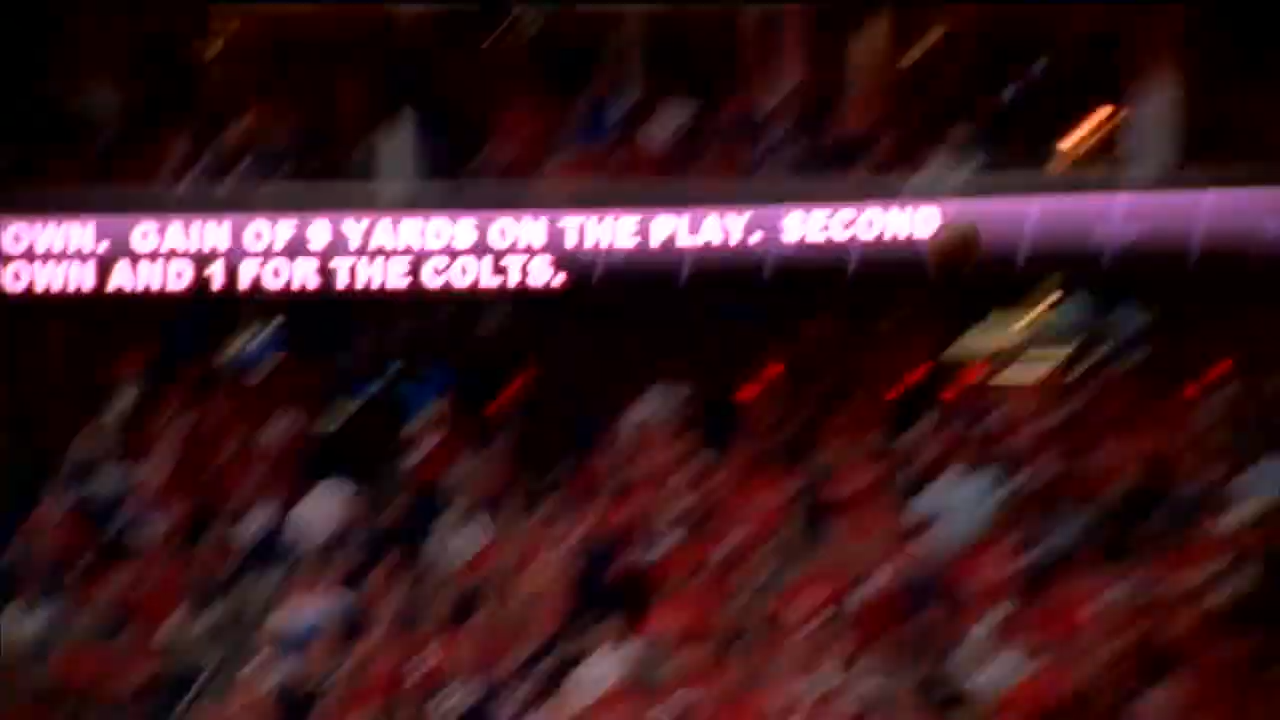 OWN. GAIN OF 9 YARDS ON THE PLAY. SECOND
OWN AND 1 FOR THE COLTS.